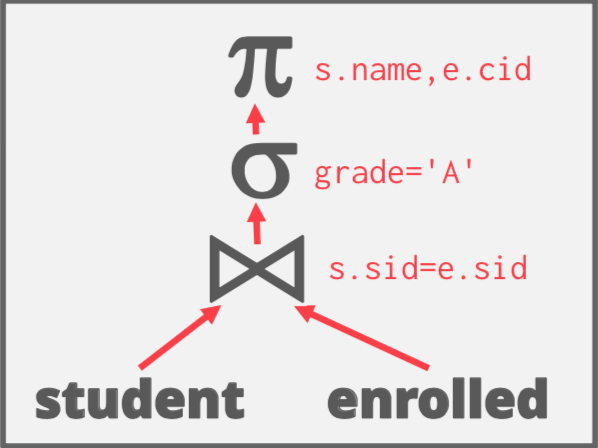 π s.name,e.cid
σ grade='A'
⋈ s.sid=e.sid
student enrolled